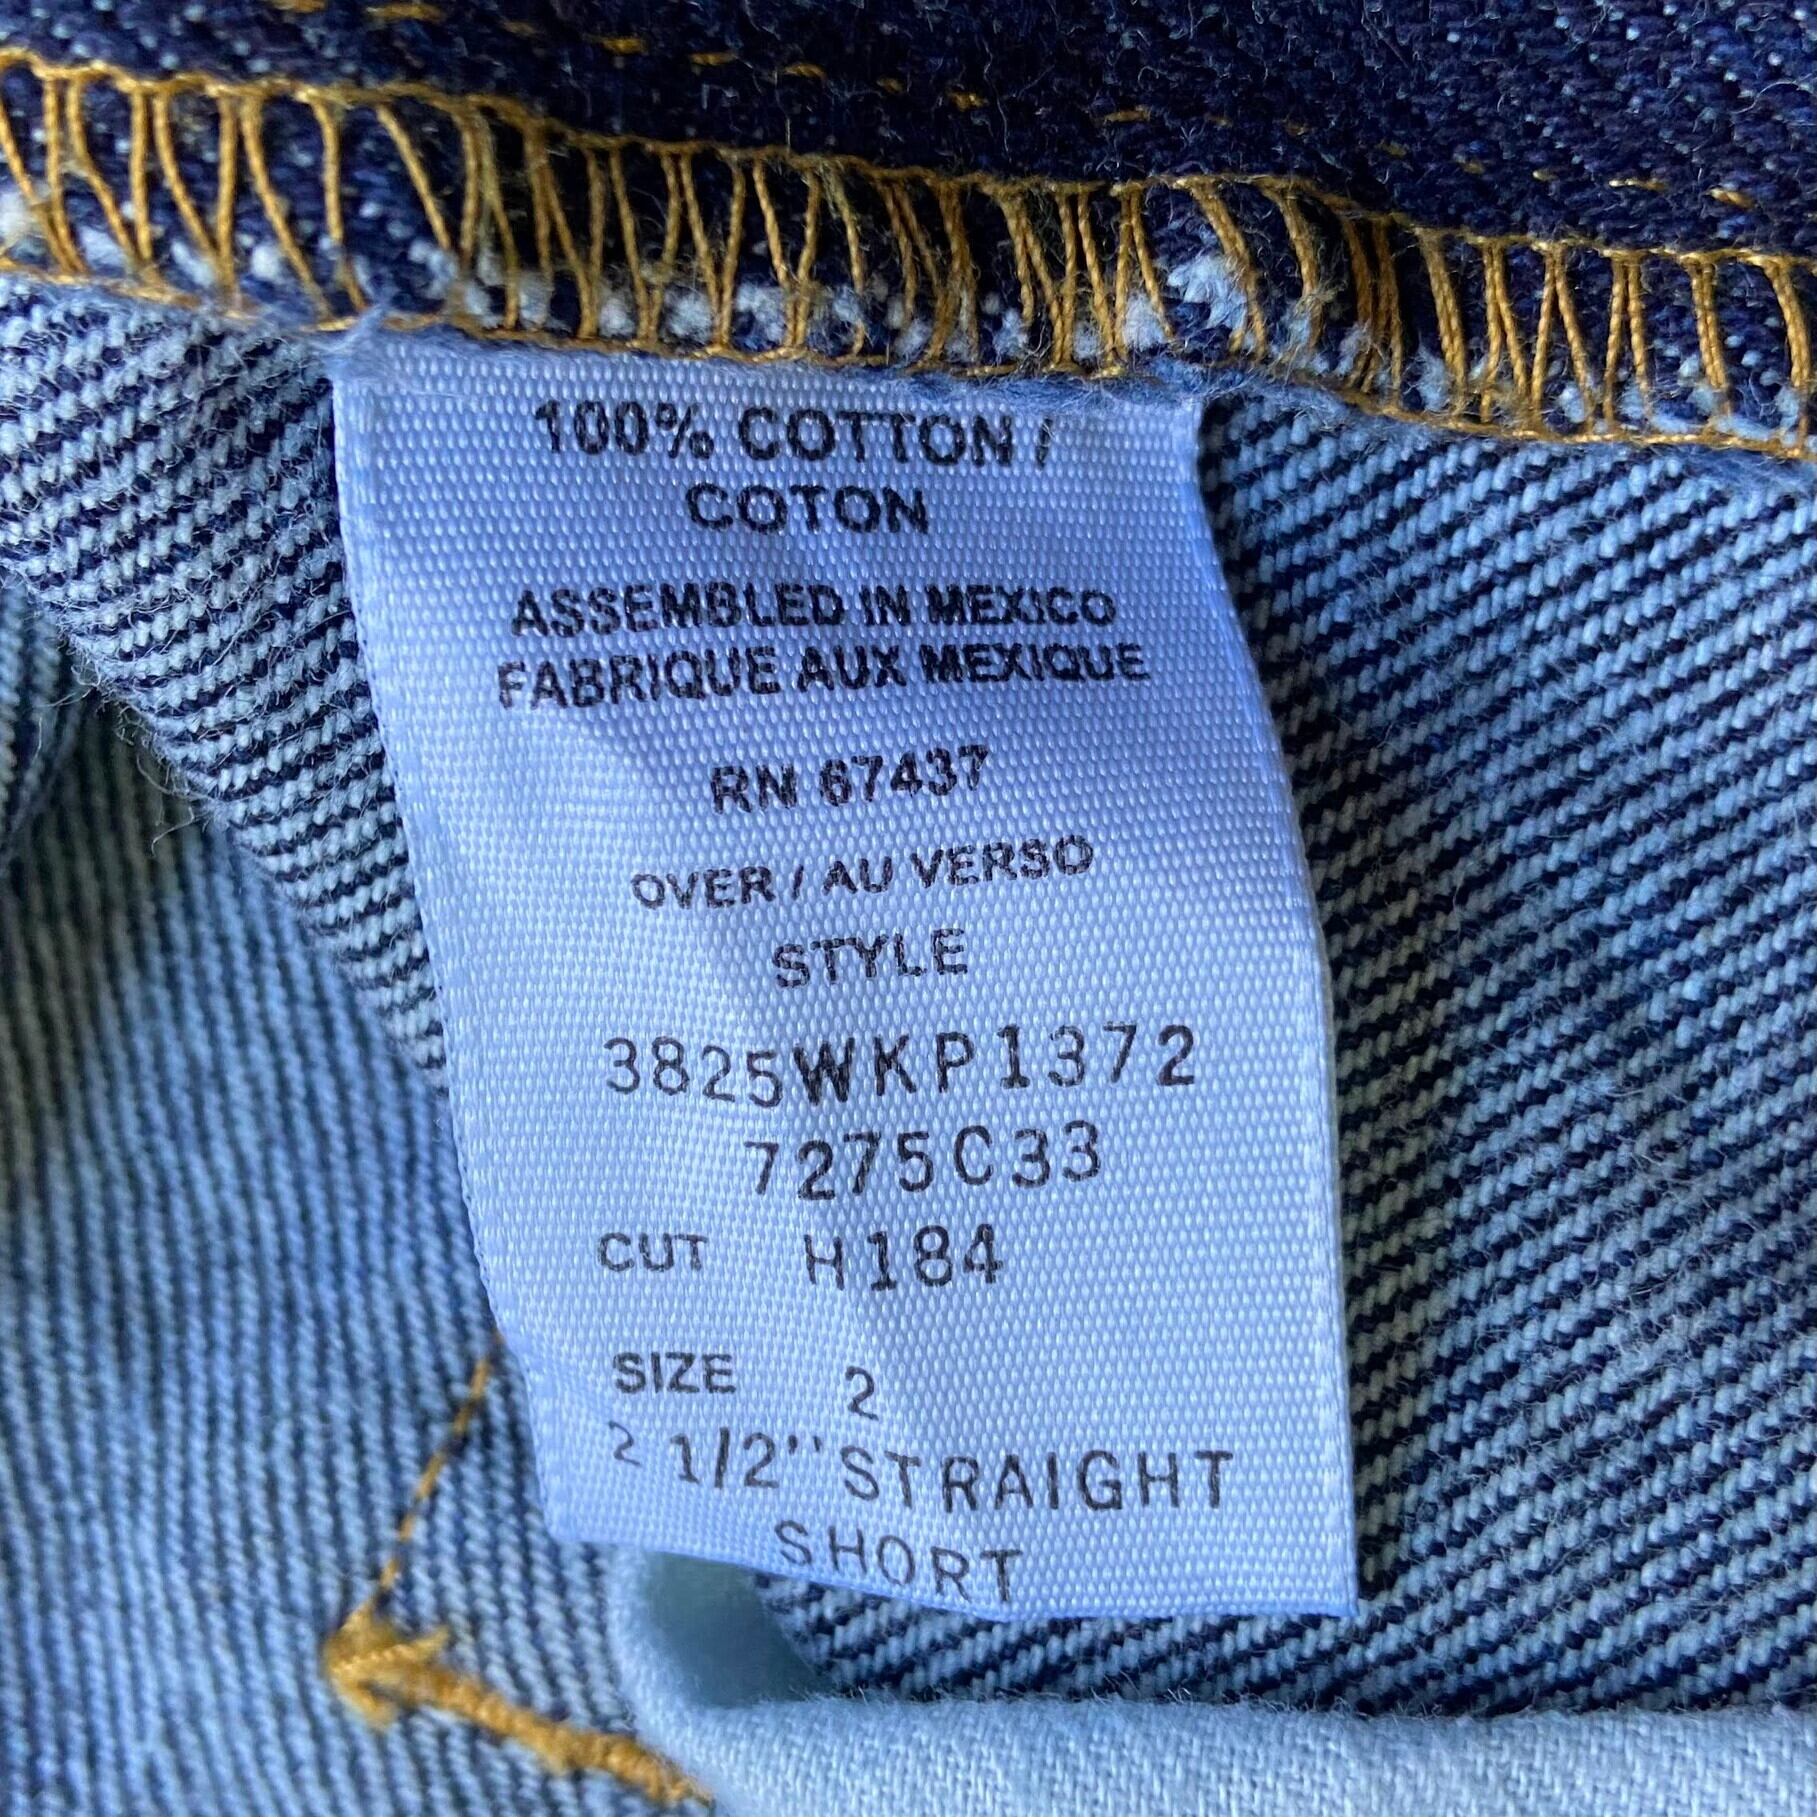 100% COTTON /
COTON
ASSEMBLED IN MEXICO
FABRIQUE AUX MEXIQUE
RN 67437
OVER / AU VERSO
STYLE
3825WKP1372
7275C33
CUT H184
SIZE 2
2 1/2" STRAIGHT
SHORT